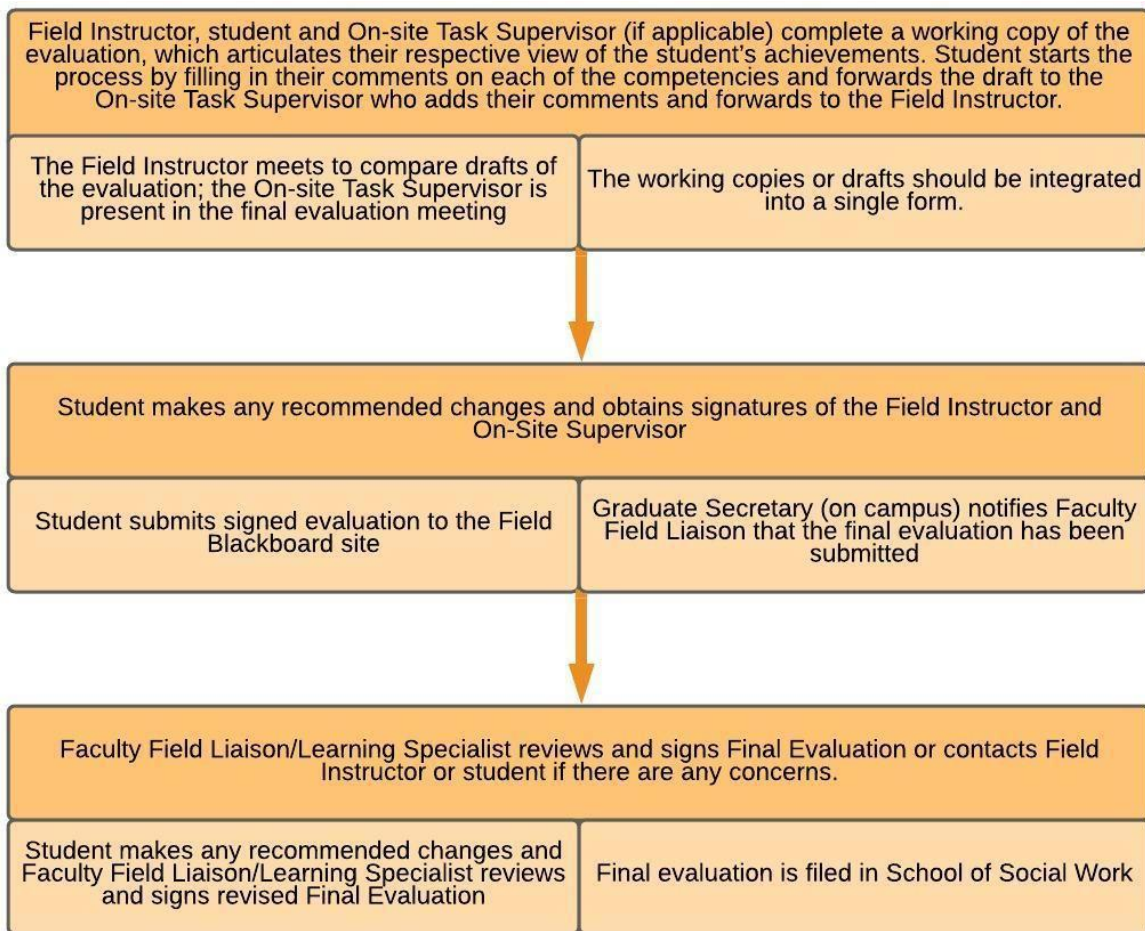 Field Instructor, student and On-site Task Supervisor (if applicable) complete a working copy of the
evaluation, which articulates their respective view of the student's achievements. Student starts the
process by filling in their comments on each of the competencies and forwards the draft to the
On-site Task Supervisor who adds their comments and forwards to the Field Instructor.
The Field Instructor meets to compare drafts of
the evaluation; the On-site Task Supervisor is
present in the final evaluation meeting
The working copies or drafts should be integrated
into a single form.
Student makes any recommended changes and obtains signatures of the Field Instructor and
On-Site Supervisor
Student submits signed evaluation to the Field
Blackboard site
Graduate Secretary (on campus) notifies Faculty
Field Liaison that the final evaluation has been
submitted
Faculty Field Liaison/Learning Specialist reviews and signs Final Evaluation or contacts Field
Instructor or student if there are any concerns.
Student makes any recommended changes and
Faculty Field Liaison/Learning Specialist reviews
and signs revised Final Evaluation
Final evaluation is filed in School of Social Work